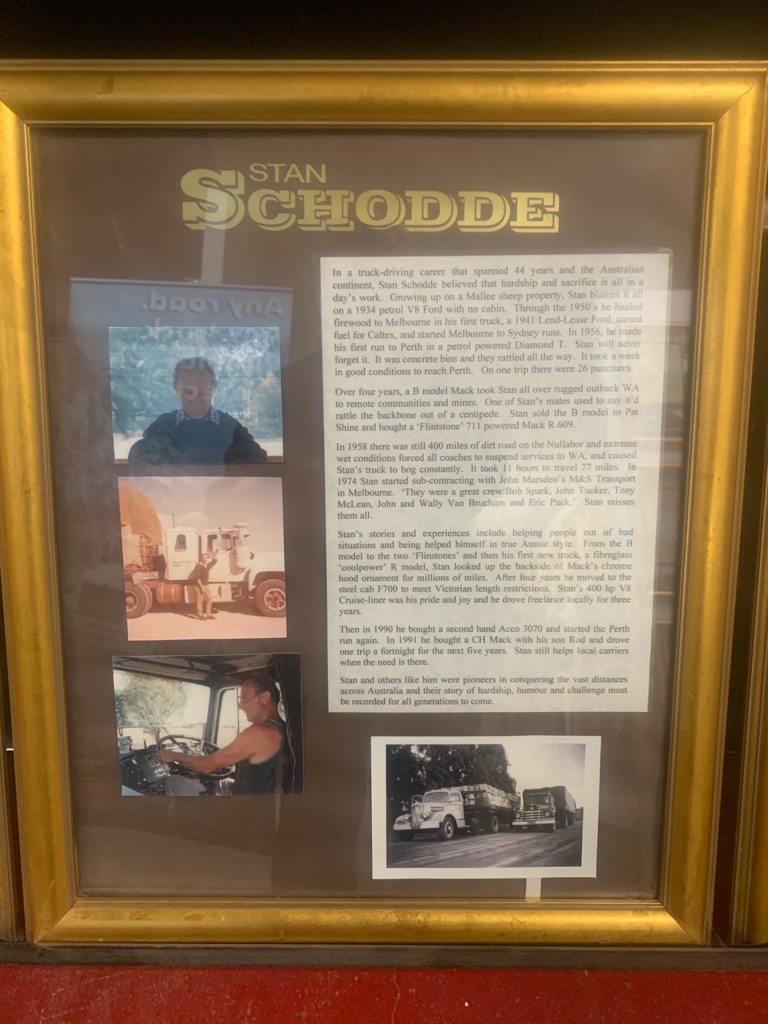 STAN
SCHODDE
Any road.
In a truck-driving career that spanned 44 years and the Australian
continent, Stan Schodde believed that hardship and sacrifice is all in a
day's work. Growing up on a Mallee sheep property, Stan blames it all
on a 1934 petrol V8 Ford with no cabin. Through the 1950's he hauled
firewood to Melbourne in his first truck, a 1941 Lend-Lease Ford, carted
fuel for Caltex, and started Melbourne to Sydney runs. In 1956, he made
his first run to Perth in a petrol powered Diamond T. Stan will never
forget it. It was concrete bins and they rattled all the way. It took a week
in good conditions to reach Perth. On one trip there were 26 punctures.
Over four years, a B model Mack took Stan all over rugged outback WA
to remote communities and mines. One of Stan's mates used to say it'd
rattle the backbone out of a centipede. Stan sold the B model to Pat
Shine and bought a 'Flintstone' 711 powered Mack R 609.
In 1958 there was still 400 miles of dirt road on the Nullabor and extreme
wet conditions forced all coaches to suspend services to WA, and caused
Stan's truck to bog constantly. It took 11 hours to travel 77 miles. In
1974 Stan started sub-contracting with John Marsden's M&S Transport
in Melbourne. 'They were a great crew:Bob Spark, John Tucker, Tony
McLean, John and Wally Van Brucham and Eric Pack.' Stan misses
them all.
Stan's stories and experiences include helping people out of bad
situations and being helped himself in true Aussie style. From the B
model to the two 'Flinstones' and then his first new truck, a fibreglass
'coolpower' R model, Stan looked up the backside of Mack's chrome
hood ornament for millions of miles. After four years he moved to the
steel cab F700 to meet Victorian length restrictions. Stan's 400 hp V8
Cruise-liner was his pride and joy and he drove freelance locally for three
years.
Then in 1990 he bought a second hand Acco 3070 and started the Perth
run again. In 1991 he bought a CH Mack with his son Rod and drove
one trip a fortnight for the next five years. Stan still helps local carriers
when the need is there.
Stan and others like him were pioneers in conquering the vast distances
across Australia and their story of hardship, humour and challenge must
be recorded for all generations to come.